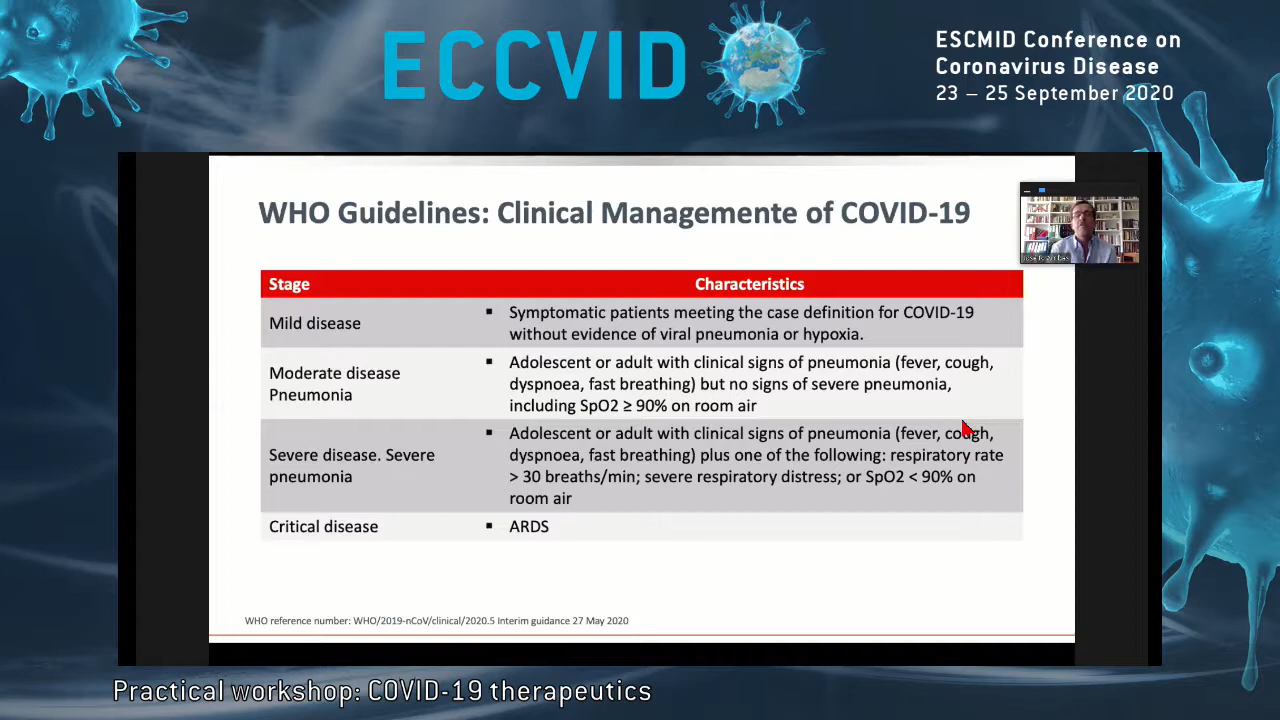 ECCVID
ESCMID Conference on
Coronavirus Disease
23 – 25 September 2020
WHO Guidelines: Clinical Managemente of COVID-19
Stage
Characteristics
Mild disease
▪ Symptomatic patients meeting the case definition for COVID-19
without evidence of viral pneumonia or hypoxia.
Moderate disease
Pneumonia
▪ Adolescent or adult with clinical signs of pneumonia (fever, cough,
dyspnoea, fast breathing) but no signs of severe pneumonia,
including SpO2 ≥ 90% on room air
Severe disease. Severe
pneumonia
▪ Adolescent or adult with clinical signs of pneumonia (fever, cough,
dyspnoea, fast breathing) plus one of the following: respiratory rate
> 30 breaths/min; severe respiratory distress; or SpO2 < 90% on
room air
Critical disease
▪ ARDS
WHO reference number: WHO/2019-nCoV/clinical/2020.5 Interim guidance 27 May 2020
Practical workshop: COVID-19 therapeutics